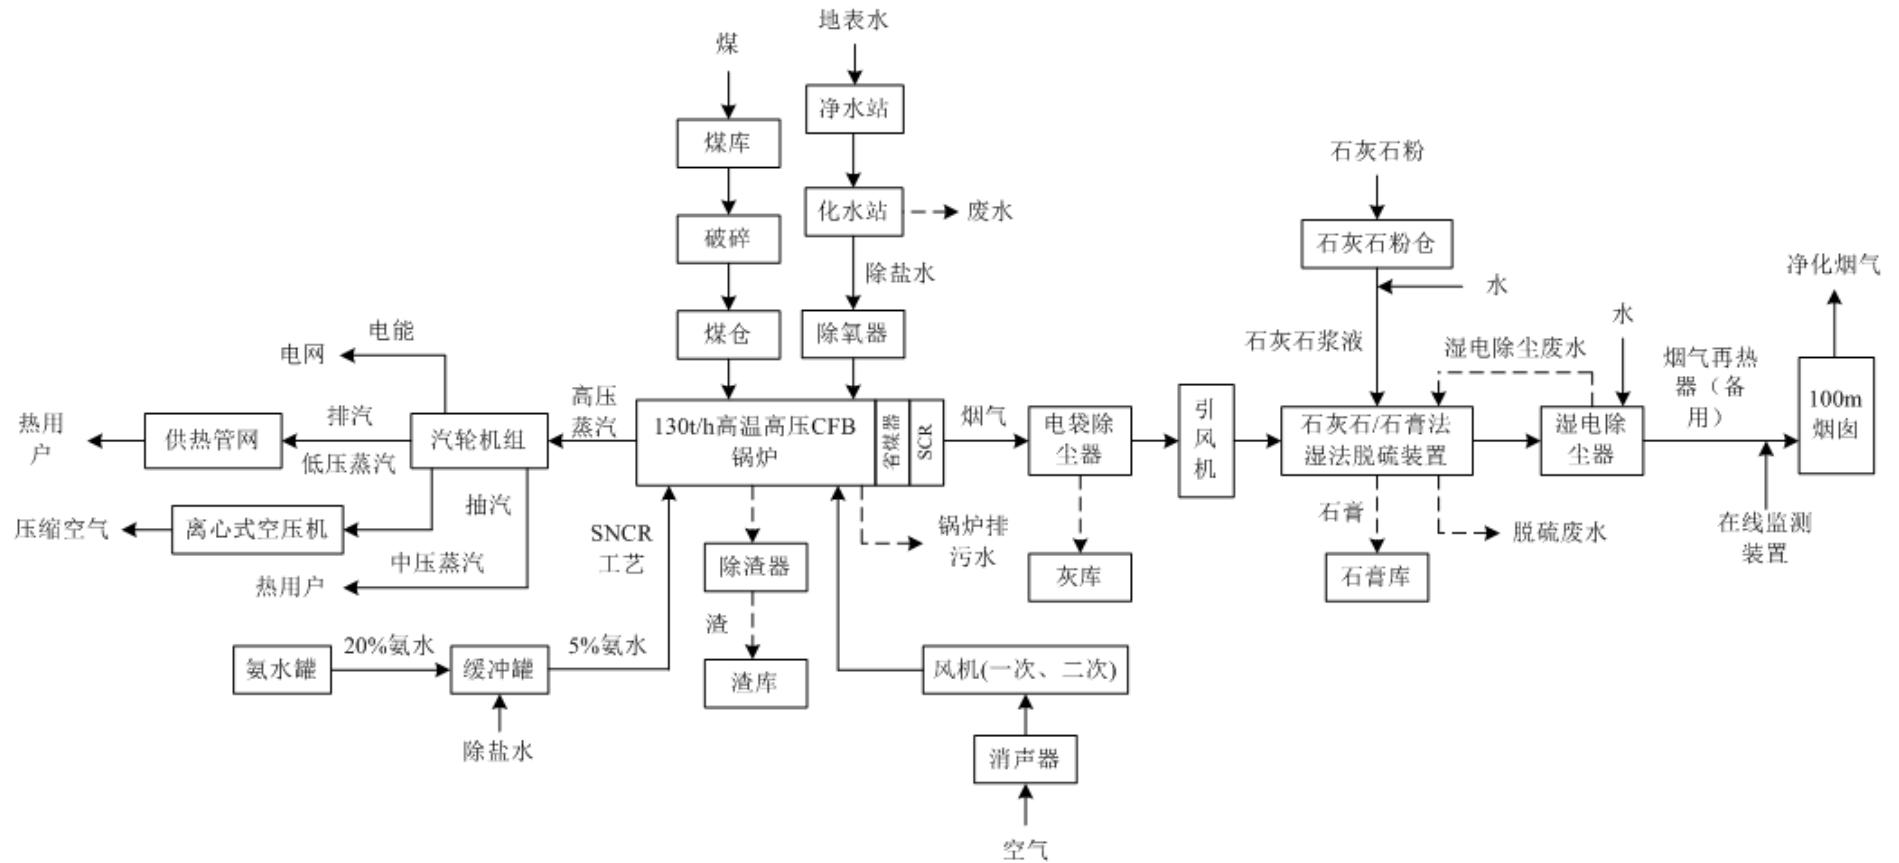 地表水
煤
净水站
煤库
石灰石粉
化水站
废水
破碎
石灰石粉仓
除盐水
净化烟气
水
水
电能
煤仓
除氧器
石灰石浆液
湿电除尘废水
烟气再热
器（备
用）
电网
高压
蒸汽
排汽
热用
户
供热管网
汽轮机组
低压蒸汽
130t/h高温高压CFB
锅炉
省煤器
SCR
烟气
电袋除
尘器
引
风
机
石灰石/石膏法
湿法脱硫装置
湿电除
尘器
100m
烟囱
抽汽
压缩空气
离心式空压机
SNCR
工艺
锅炉排
污水
石膏
脱硫废水
在线监测
装置
中压蒸汽
热用户
除渣器
灰库
石膏库
渣
20%氨水
5%氨水
氨水罐
缓冲罐
渣库
风机(一次、二次)
除盐水
消声器
空气